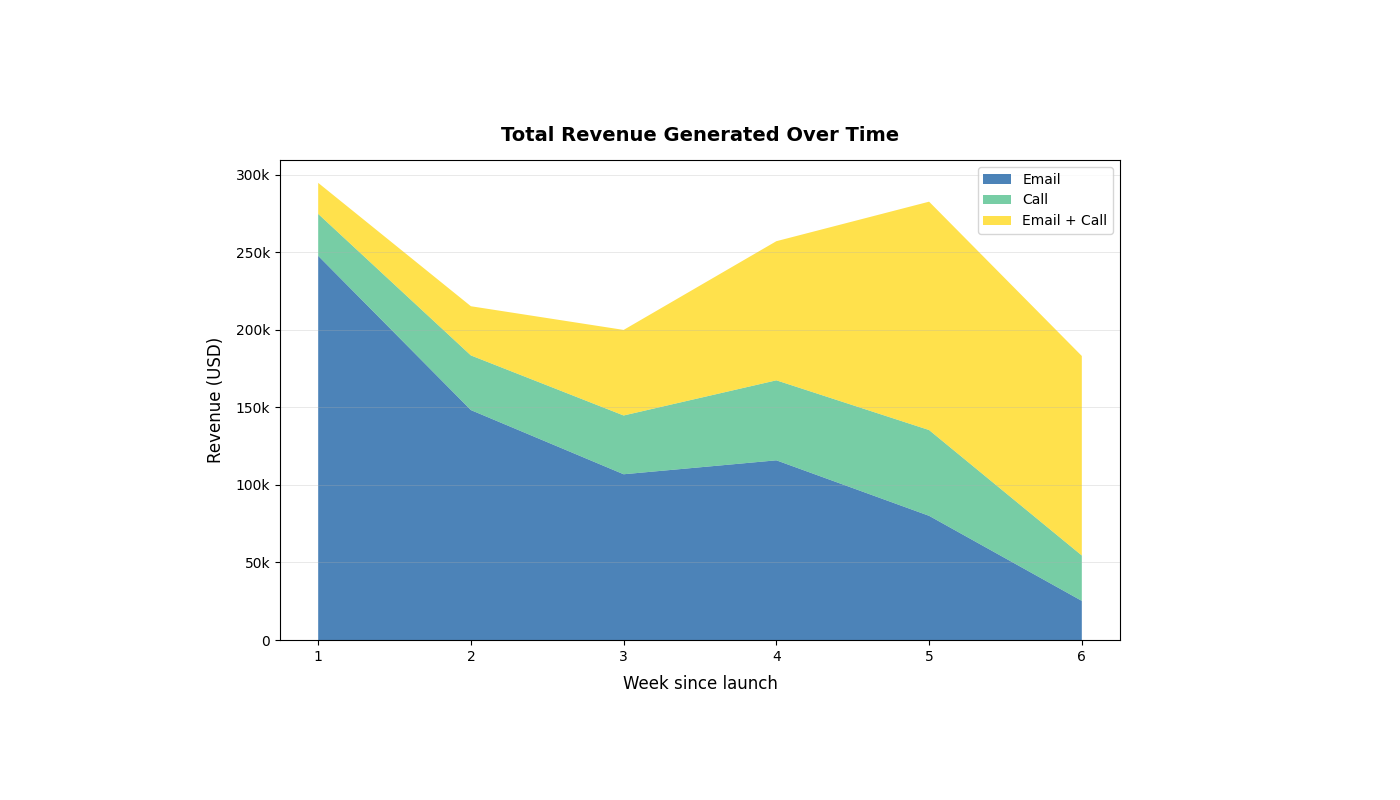 Total Revenue Generated Over Time
Revenue (USD)
300k
250k
200k
150k
100k
50k
0
Email
Call
Email + Call
1 2 3 4 5 6
Week since launch